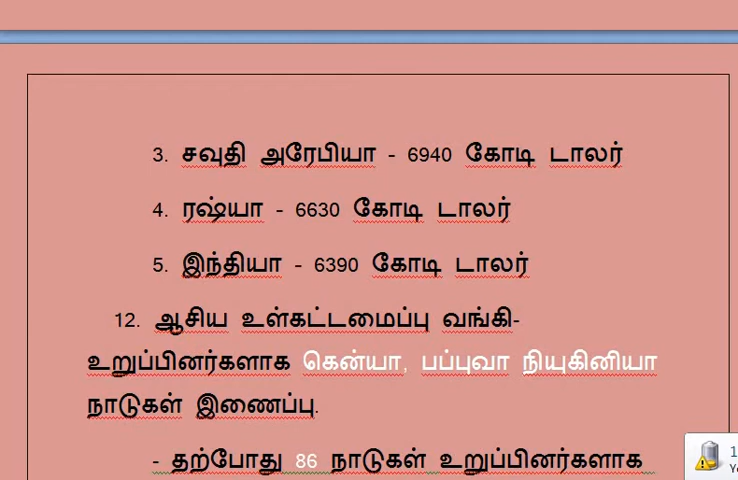 3. சவுதி அரேபியா - 6940 கோடி டாலர்
4. ரஷ்யா - 6630 கோடி டாலர்
5. இந்தியா - 6390 கோடி டாலர்
12. ஆசிய உள்கட்டமைப்பு வங்கி-
உறுப்பினர்களாக கென்யா, பப்புவா நியுகினியா
நாடுகள் இணைப்பு.
- தற்போது 86 நாடுகள் உறுப்பினர்களாக